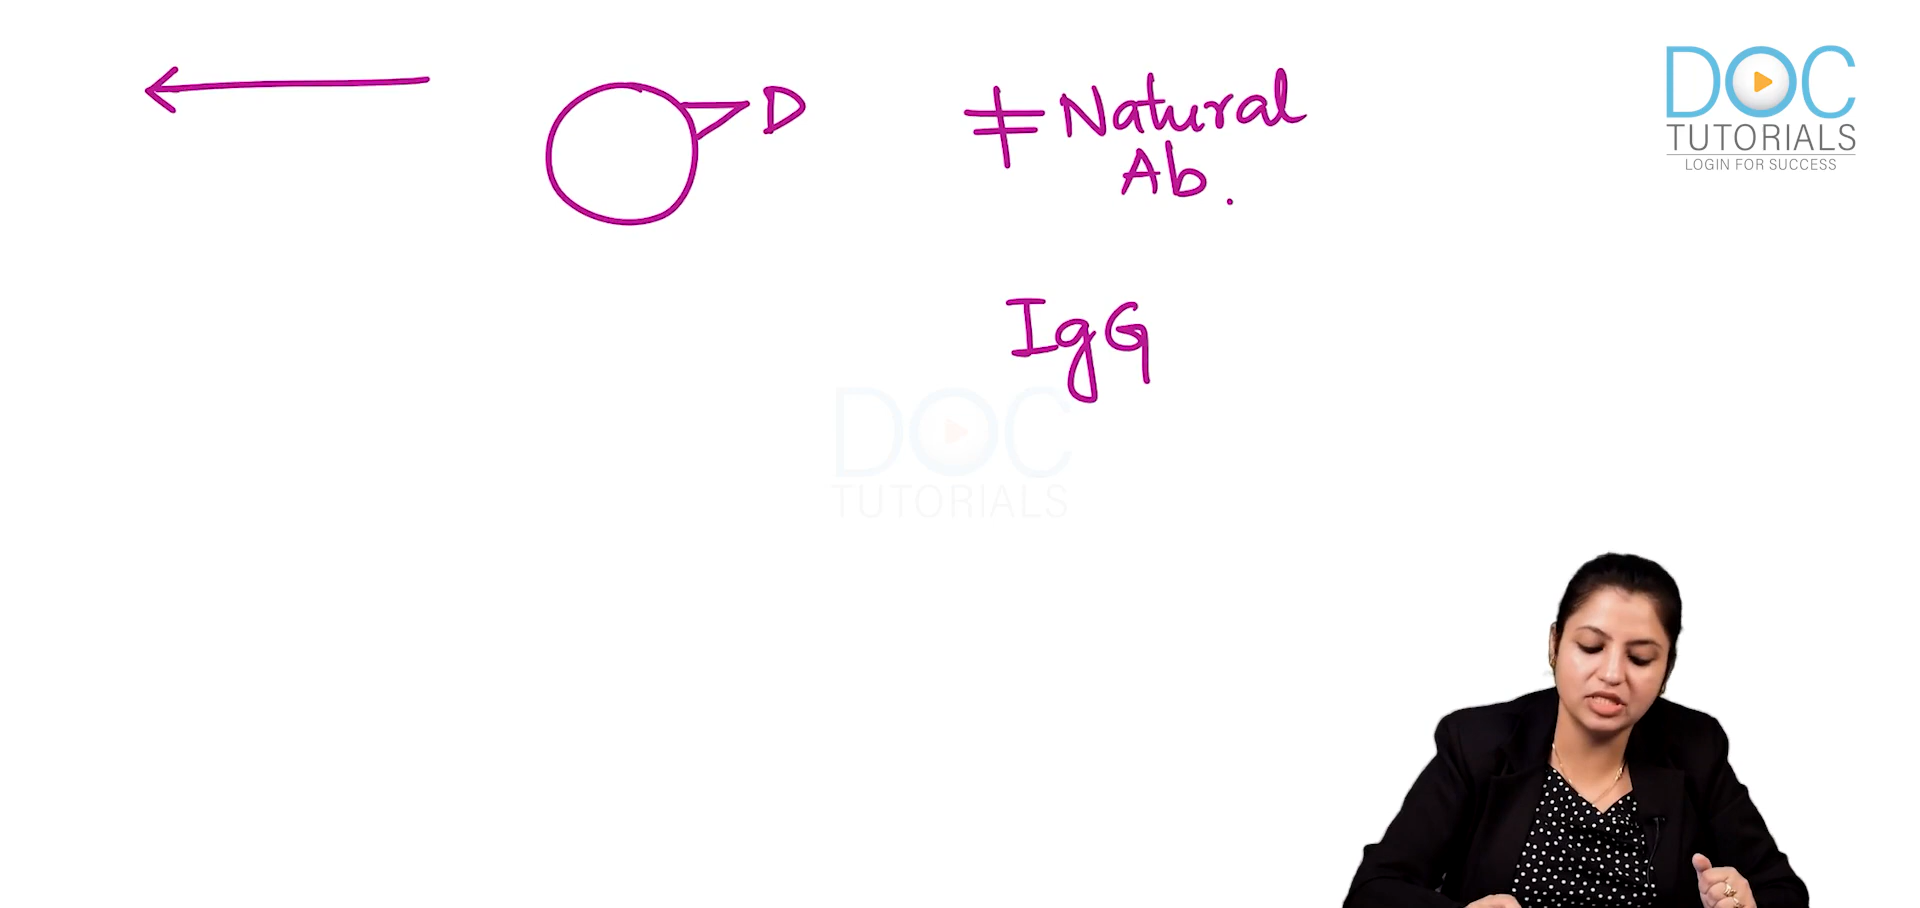 D
≠ Natural
Ab.
IgG
DOC
TUTORIALS
LOGIN FOR SUCCESS
DOC
TUTORIALS